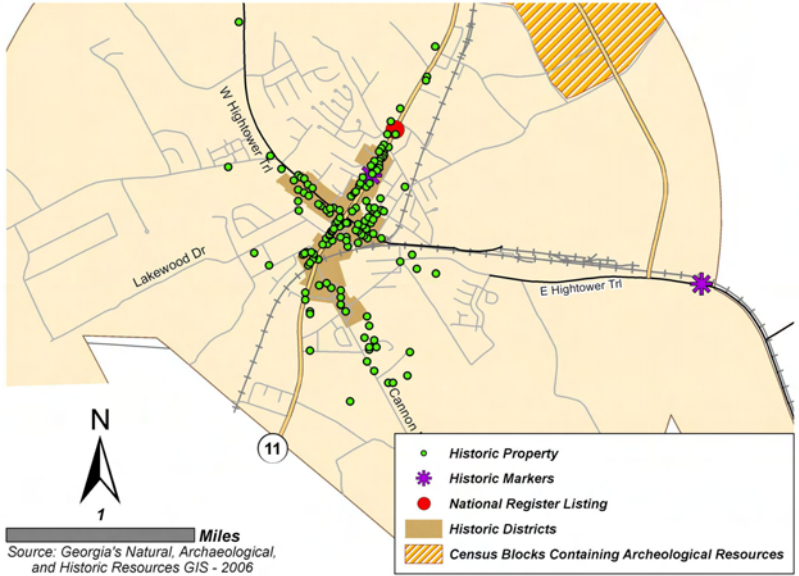 W Hightower Trl
Lakewood Dr
E Hightower Trl
Cannon
11
N
1
Miles
Source: Georgia's Natural, Archaeological,
and Historic Resources GIS - 2006
Historic Property
Historic Markers
National Register Listing
Historic Districts
Census Blocks Containing Archeological Resources